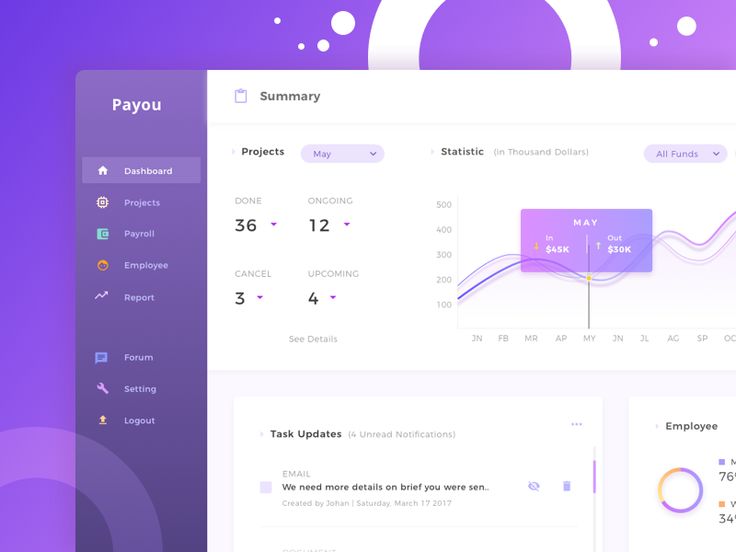 Payou
Dashboard
Projects
Payroll
Employee
Report
Forum
Setting
Logout
Summary
Projects
May
DONE
ONGOING
36
12
CANCEL
UPCOMING
3
4
See Details
Statistic (In Thousand Dollars)
All Funds
500
400
300
200
100
MAY
In
$45K
Out
$30K
JN FB MR AP MY JN JL AG SP
Task Updates (4 Unread Notifications)
EMAIL
We need more details on brief you were sen..
Created by Johan | Saturday, March 17 2017
DOCUMENT
Employee
76
34